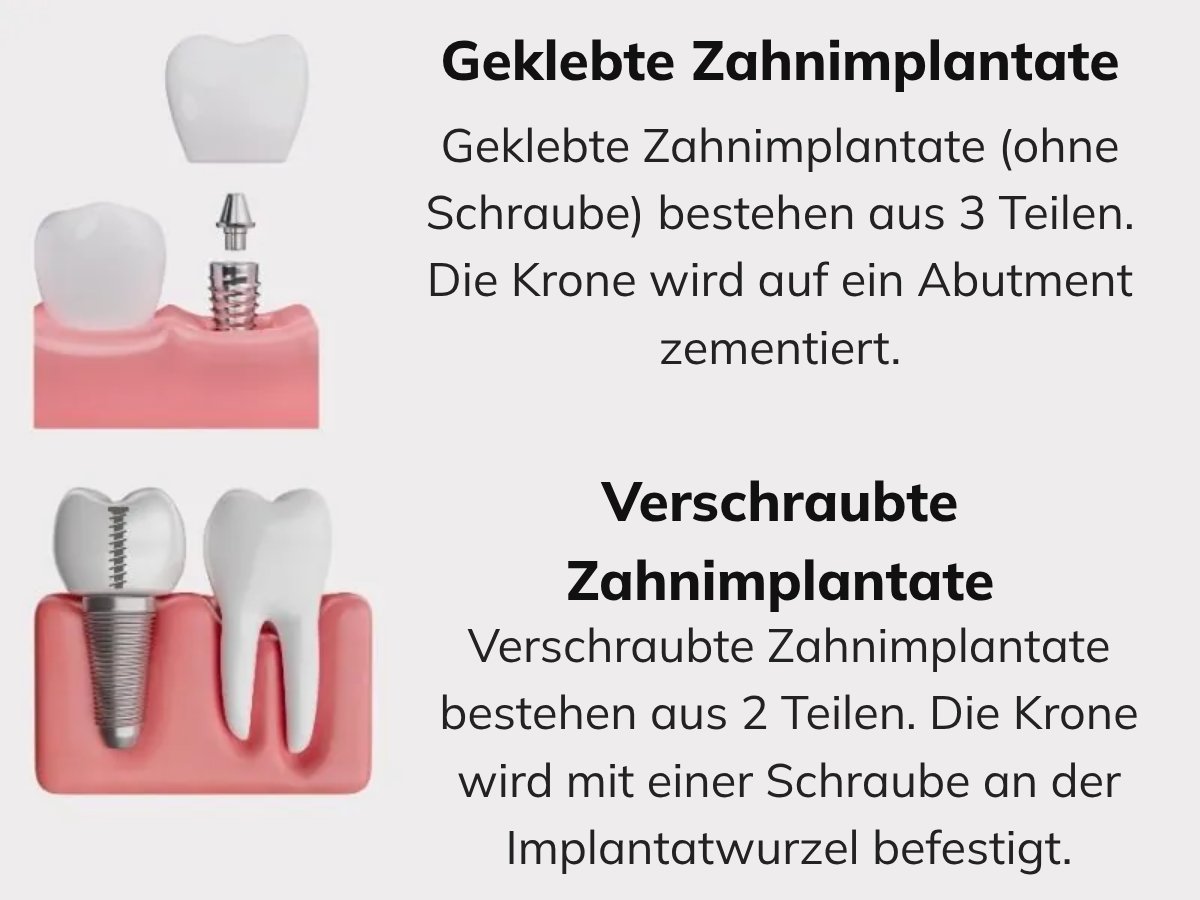 Geklebte Zahnimplantate
Geklebte Zahnimplantate (ohne
Schraube) bestehen aus 3 Teilen.
Die Krone wird auf ein Abutment
zementiert.
Verschraubte
Zahnimplantate
Verschraubte Zahnimplantate
bestehen aus 2 Teilen. Die Krone
wird mit einer Schraube an der
Implantatwurzel befestigt.